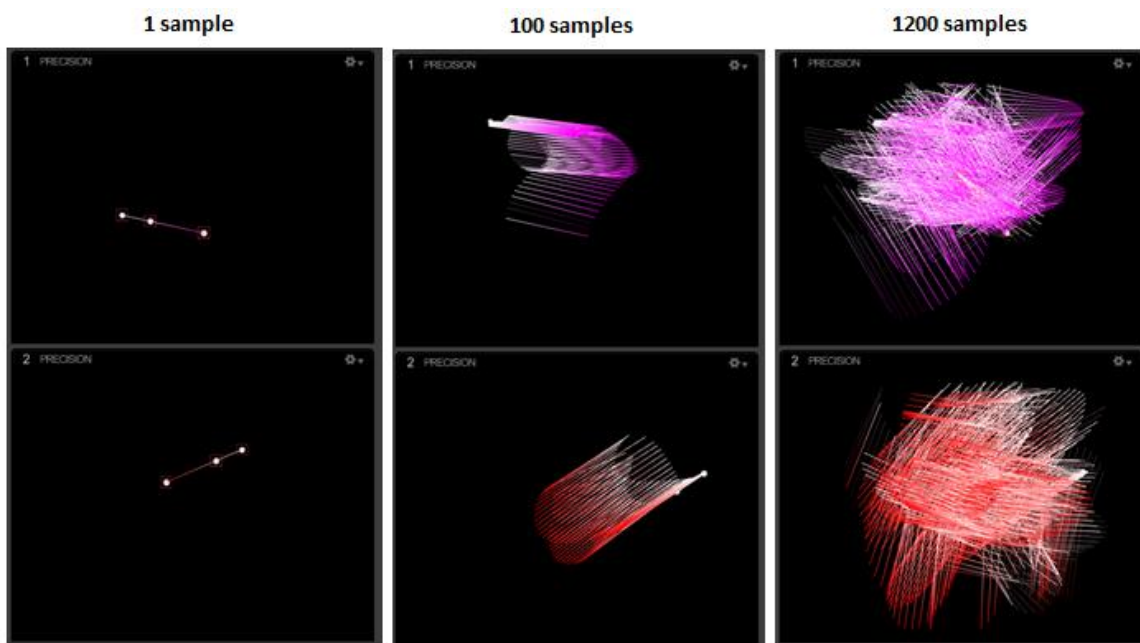 1 sample
100 samples
1200 samples
1 PRECISION
1 PRECISION
1 PRECISION
2 PRECISION
2 PRECISION
2 PRECISION